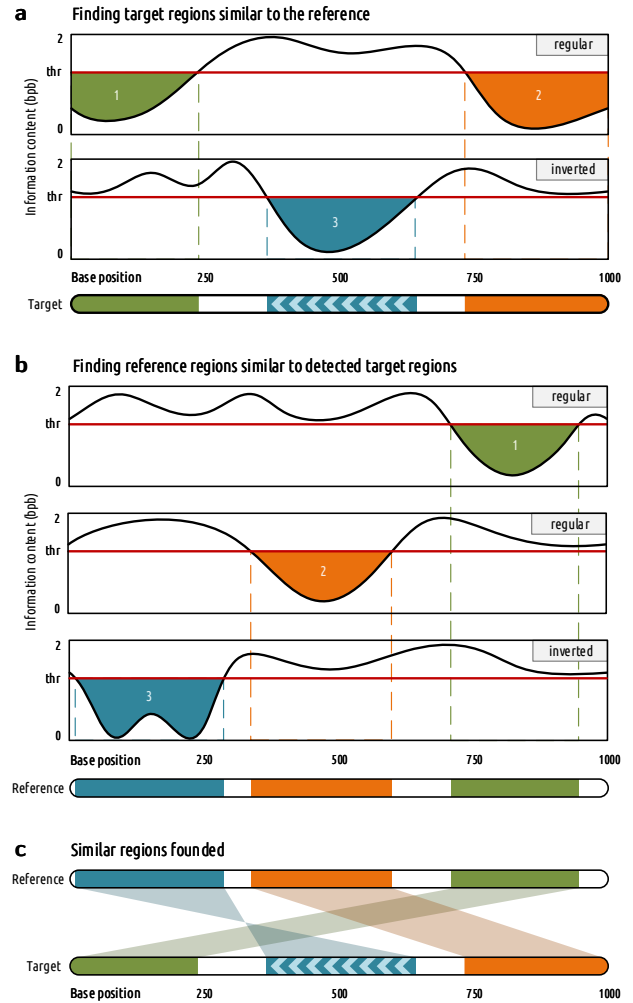 a Finding target regions similar to the reference
2
regular
thr
1
2
0
Information content (bpb)
2
inverted
thr
3
0
Base position 250 500 750 1000
Target
b Finding reference regions similar to detected target regions
2
regular
thr
1
0
Information content (bpb)
2
regular
thr
2
0
2
inverted
thr
3
0
Base position 250 500 750 1000
Reference
c Similar regions founded
Reference
Target
Base position 250 500 750 1000